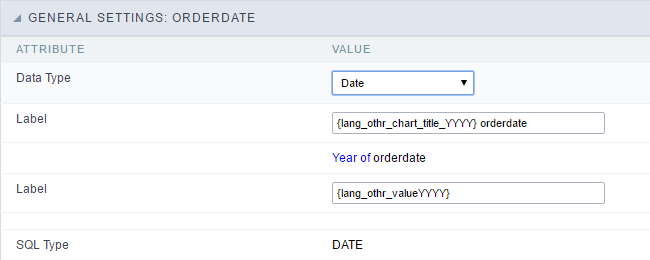 GENERAL SETTINGS: ORDERDATE
ATTRIBUTE VALUE
Data Type Date
Label {lang_othr_chart_title_YYYY} orderdate
Year of orderdate
Label {lang_othr_valueYYYY}
SQL Type DATE